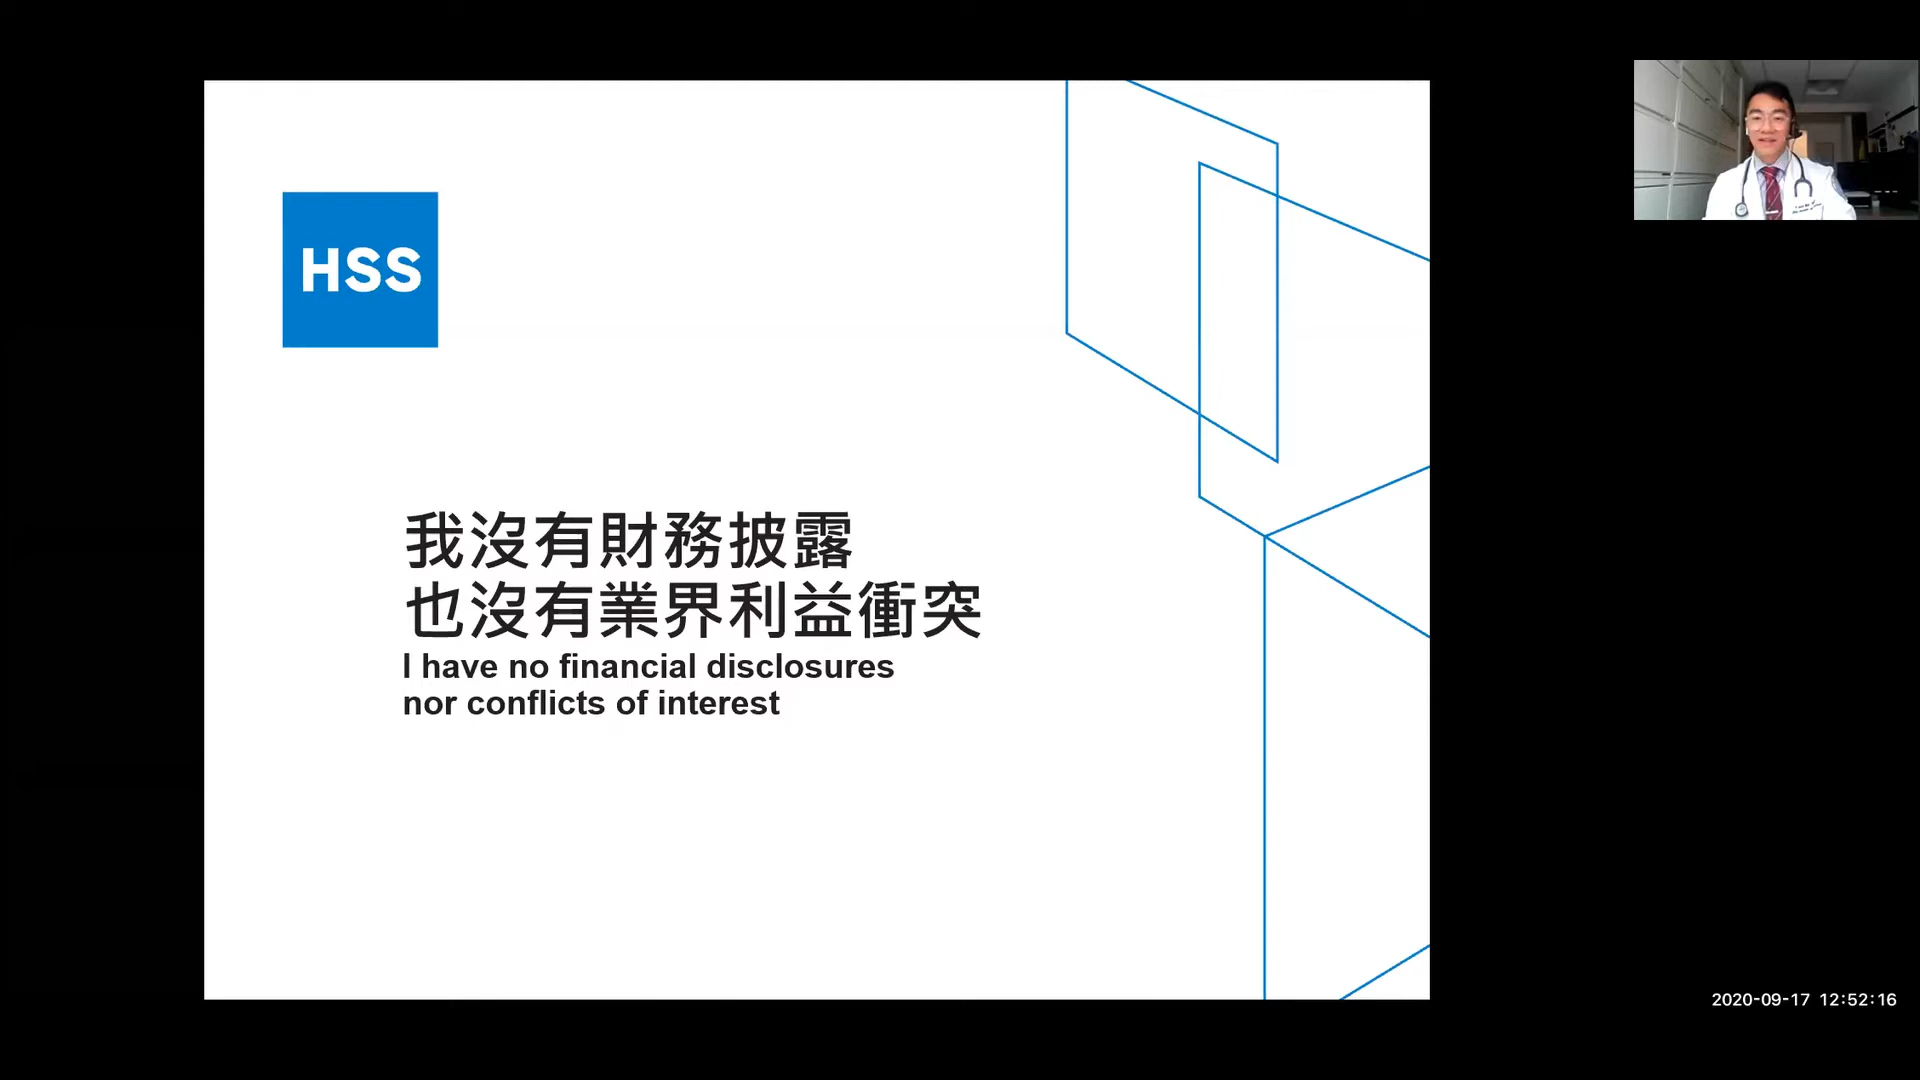 HSS
我沒有財務披露
也沒有業界利益衝突
I have no financial disclosures
nor conflicts of interest
2020-09-17 12:52:16